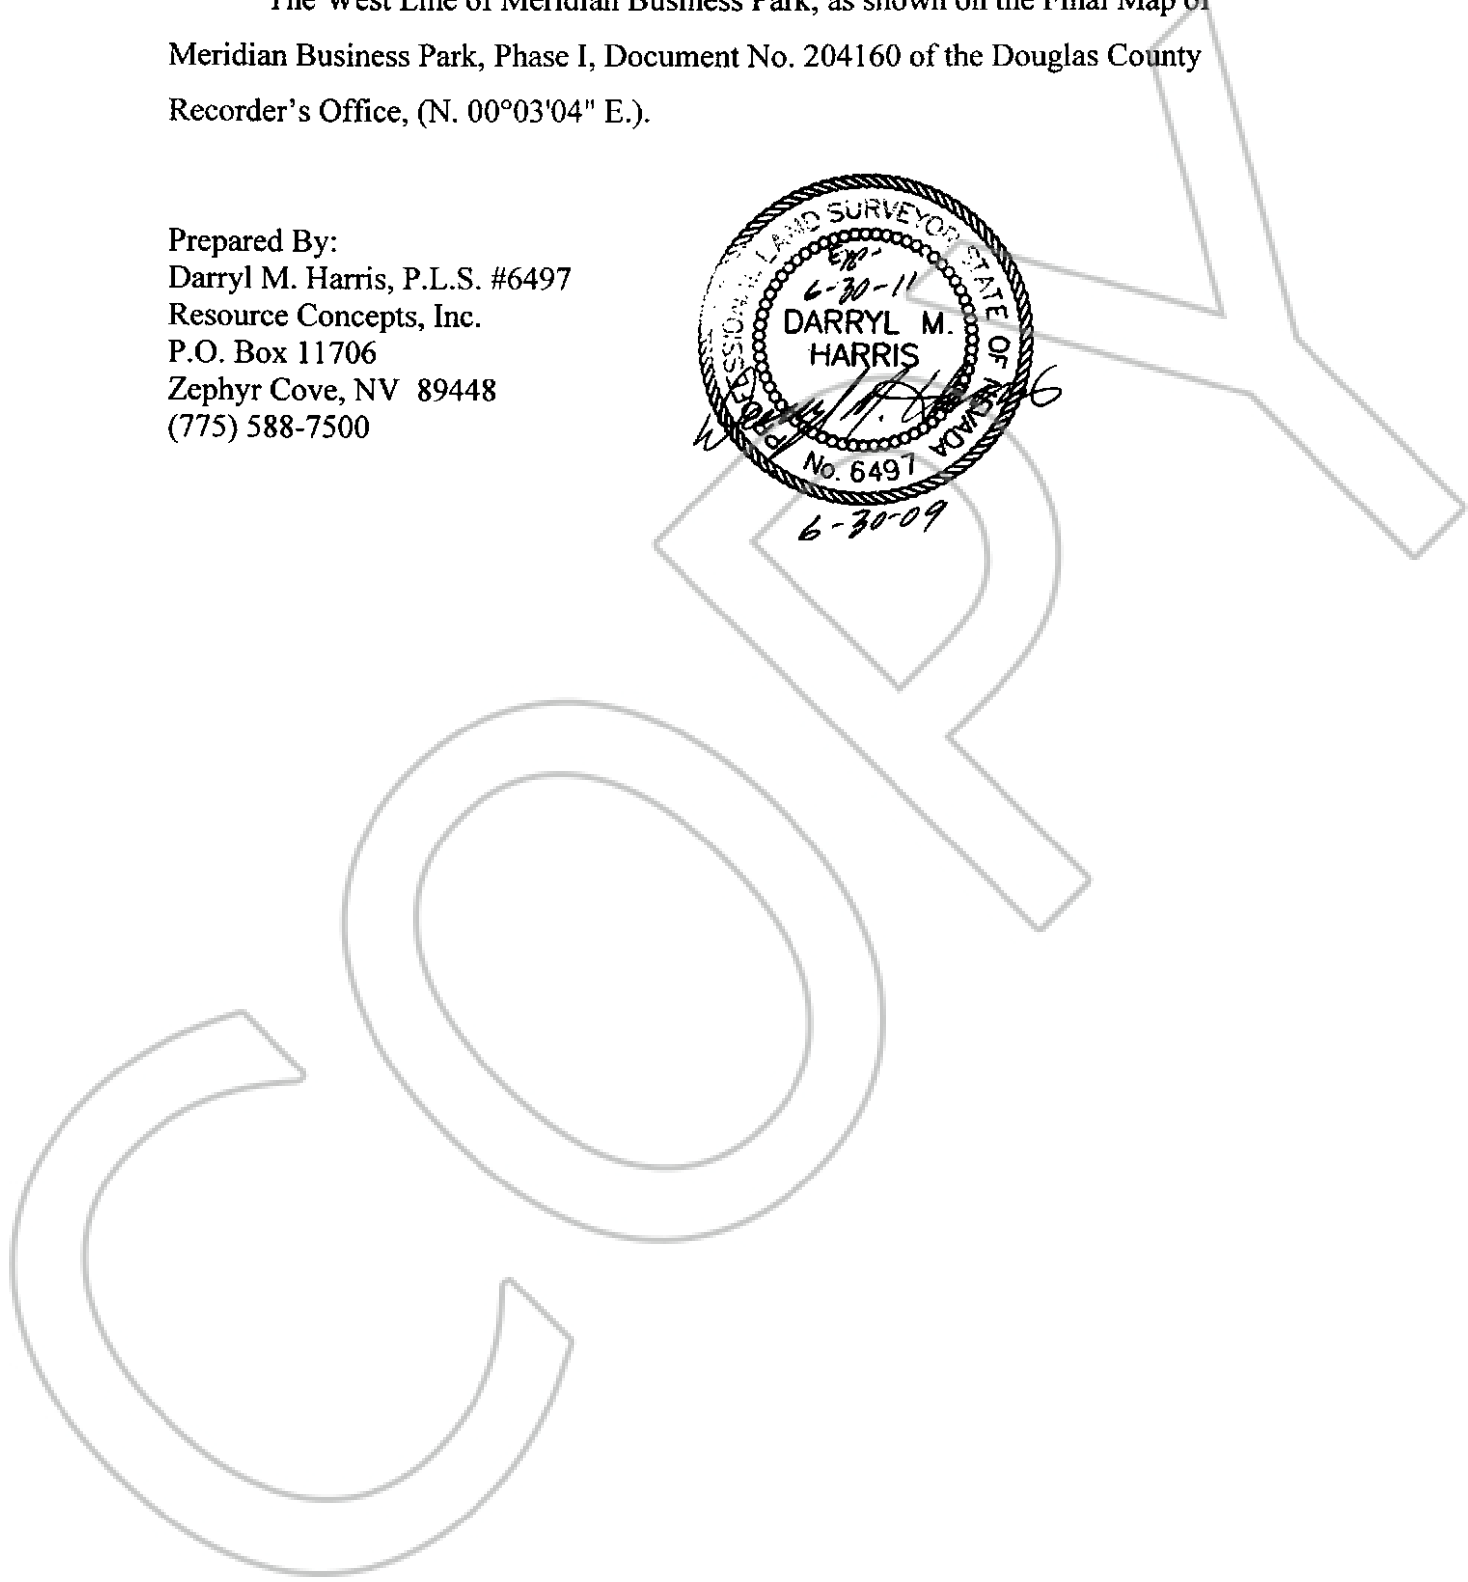 The West Line of Meridian Business Park, as shown on the Final Map of
Meridian Business Park, Phase I, Document No. 204160 of the Douglas County
Recorder's Office, (N. 00°03'04" E.).
Prepared By:
Darryl M. Harris, P.L.S. #6497
Resource Concepts, Inc.
P.O. Box 11706
Zephyr Cove, NV 89448
(775) 588-7500
PROFESSIONAL LAND SURVEYOR STATE OF NEVADA
Exp-
6-30-11
DARRYL M.
HARRIS
No. 6497
6-30-09
COPY